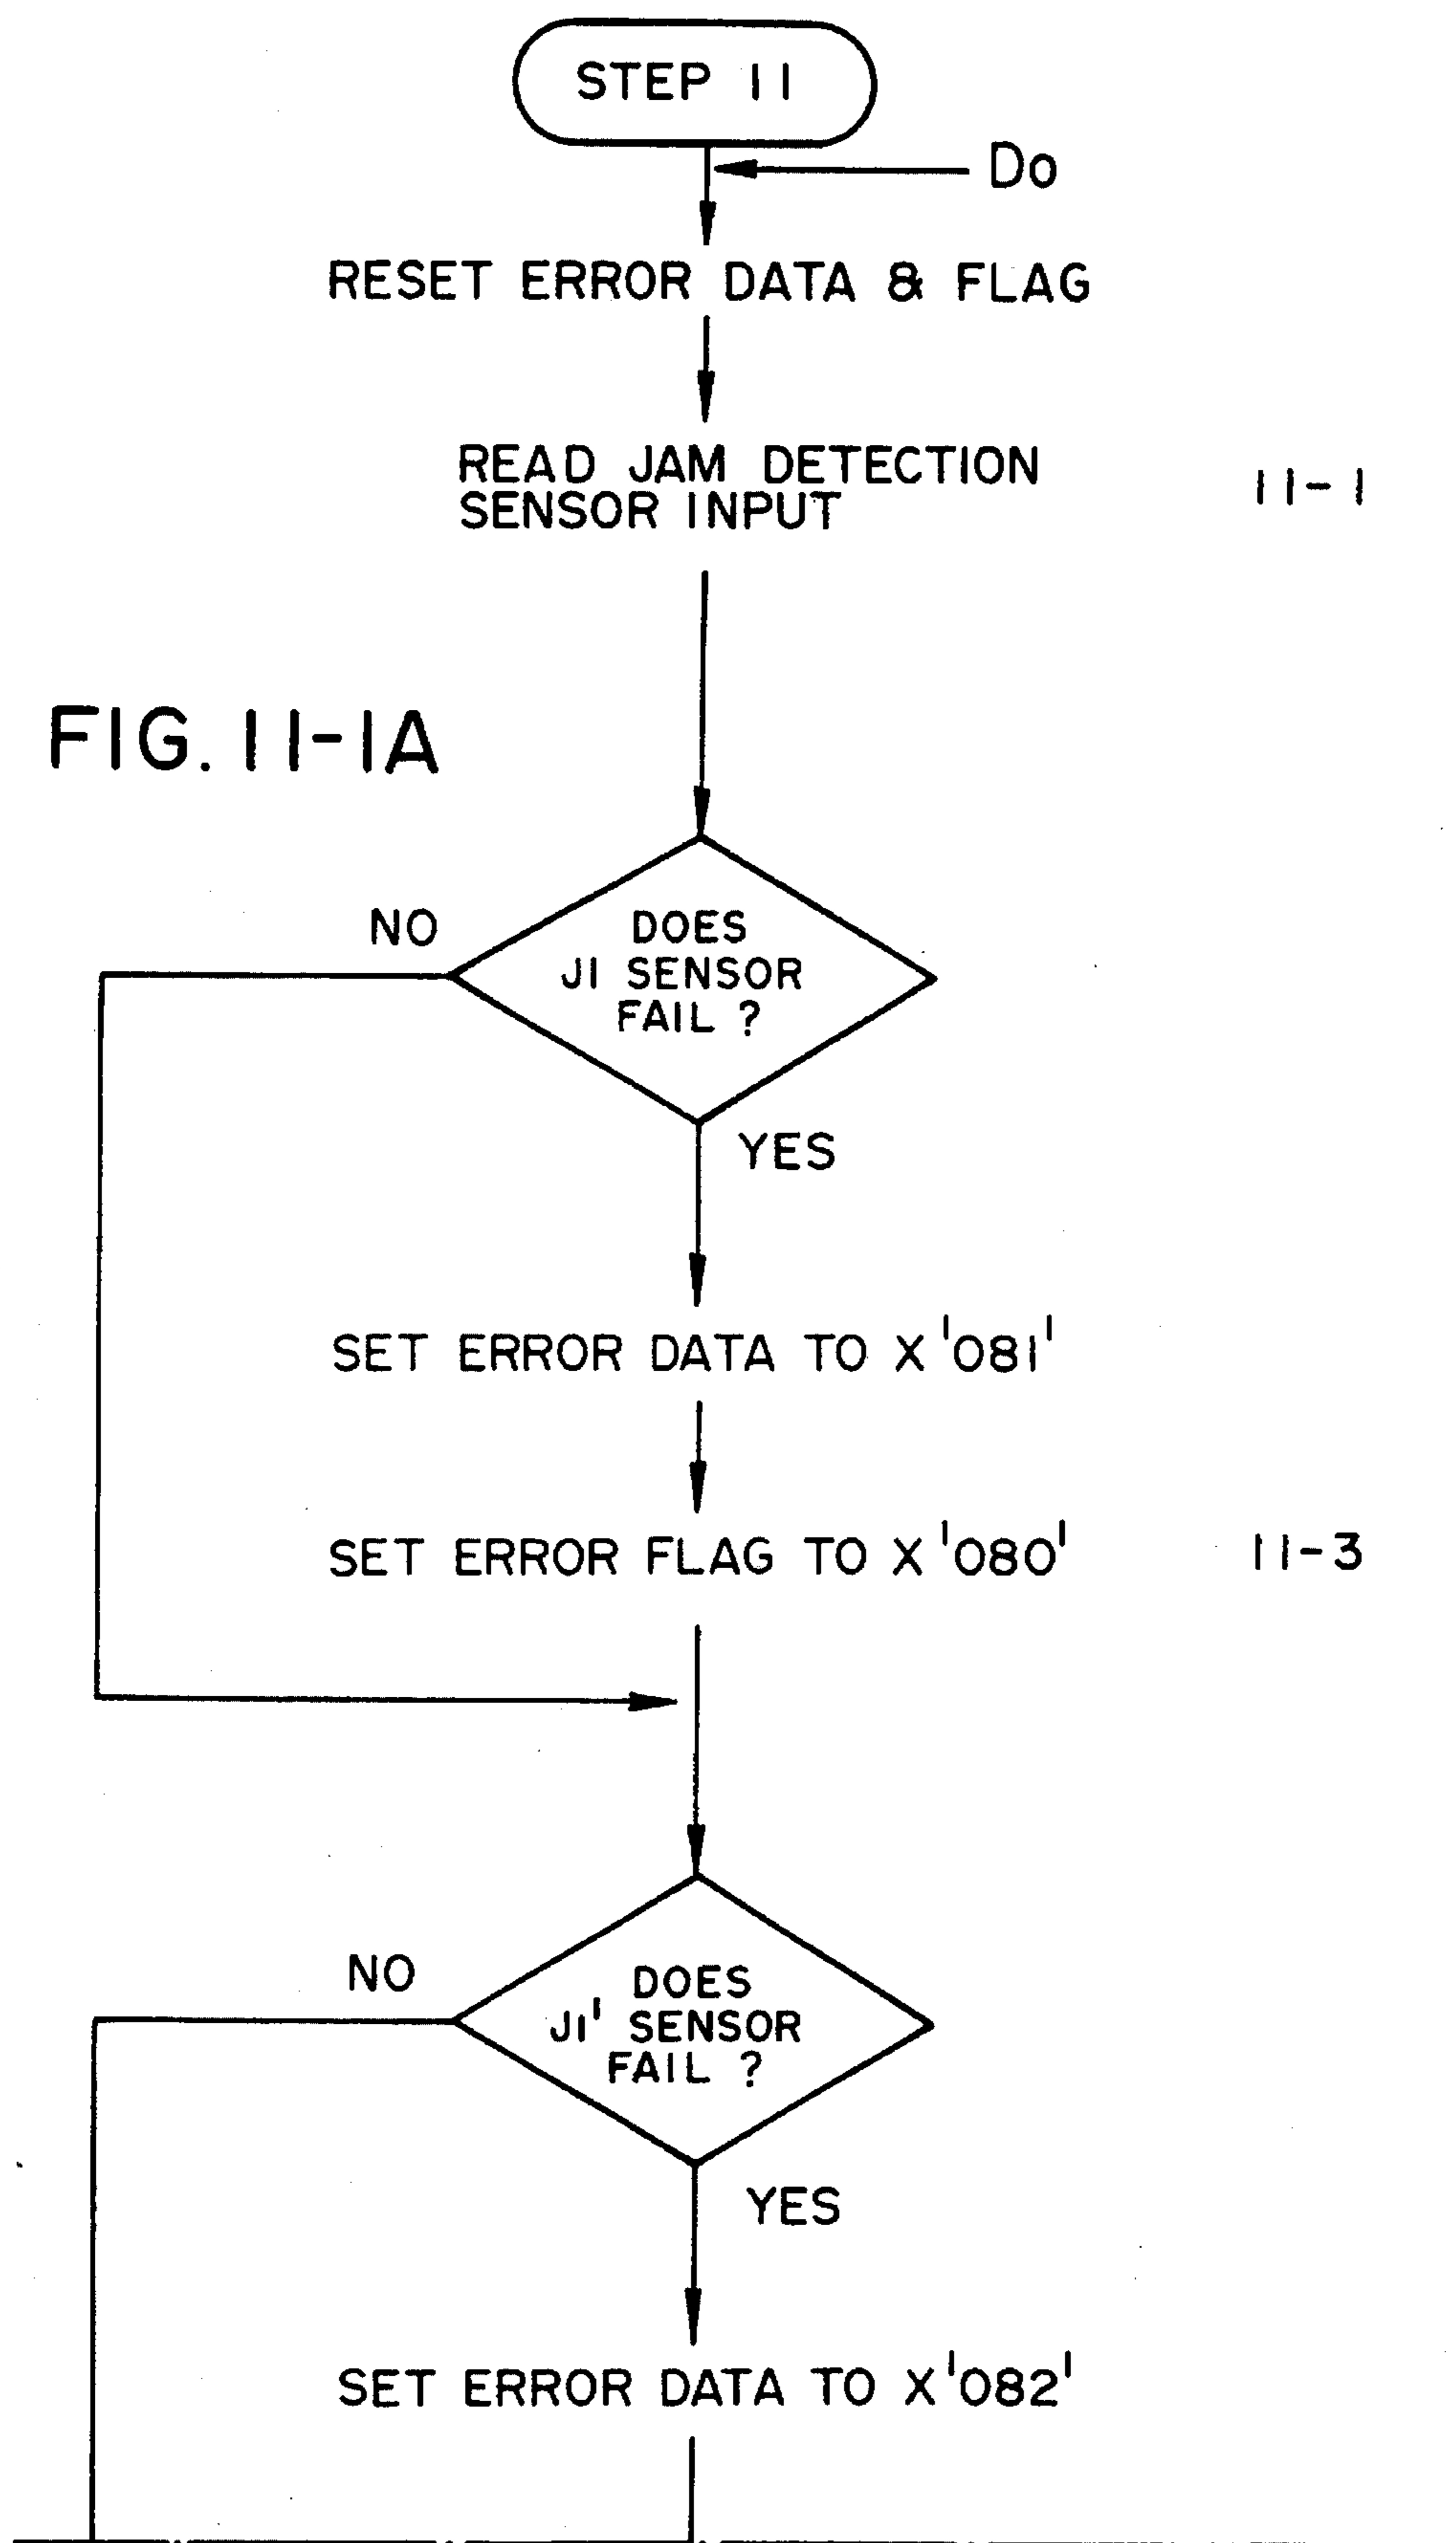 STEP 11
Do
RESET ERROR DATA & FLAG
READ JAM DETECTION
SENSOR INPUT
11-1
FIG. 11-1A
NO
DOES
J1 SENSOR
FAIL ?
YES
SET ERROR DATA TO X'081'
SET ERROR FLAG TO X'080'
11-3
NO
DOES
J1' SENSOR
FAIL ?
YES
SET ERROR DATA TO X'082'